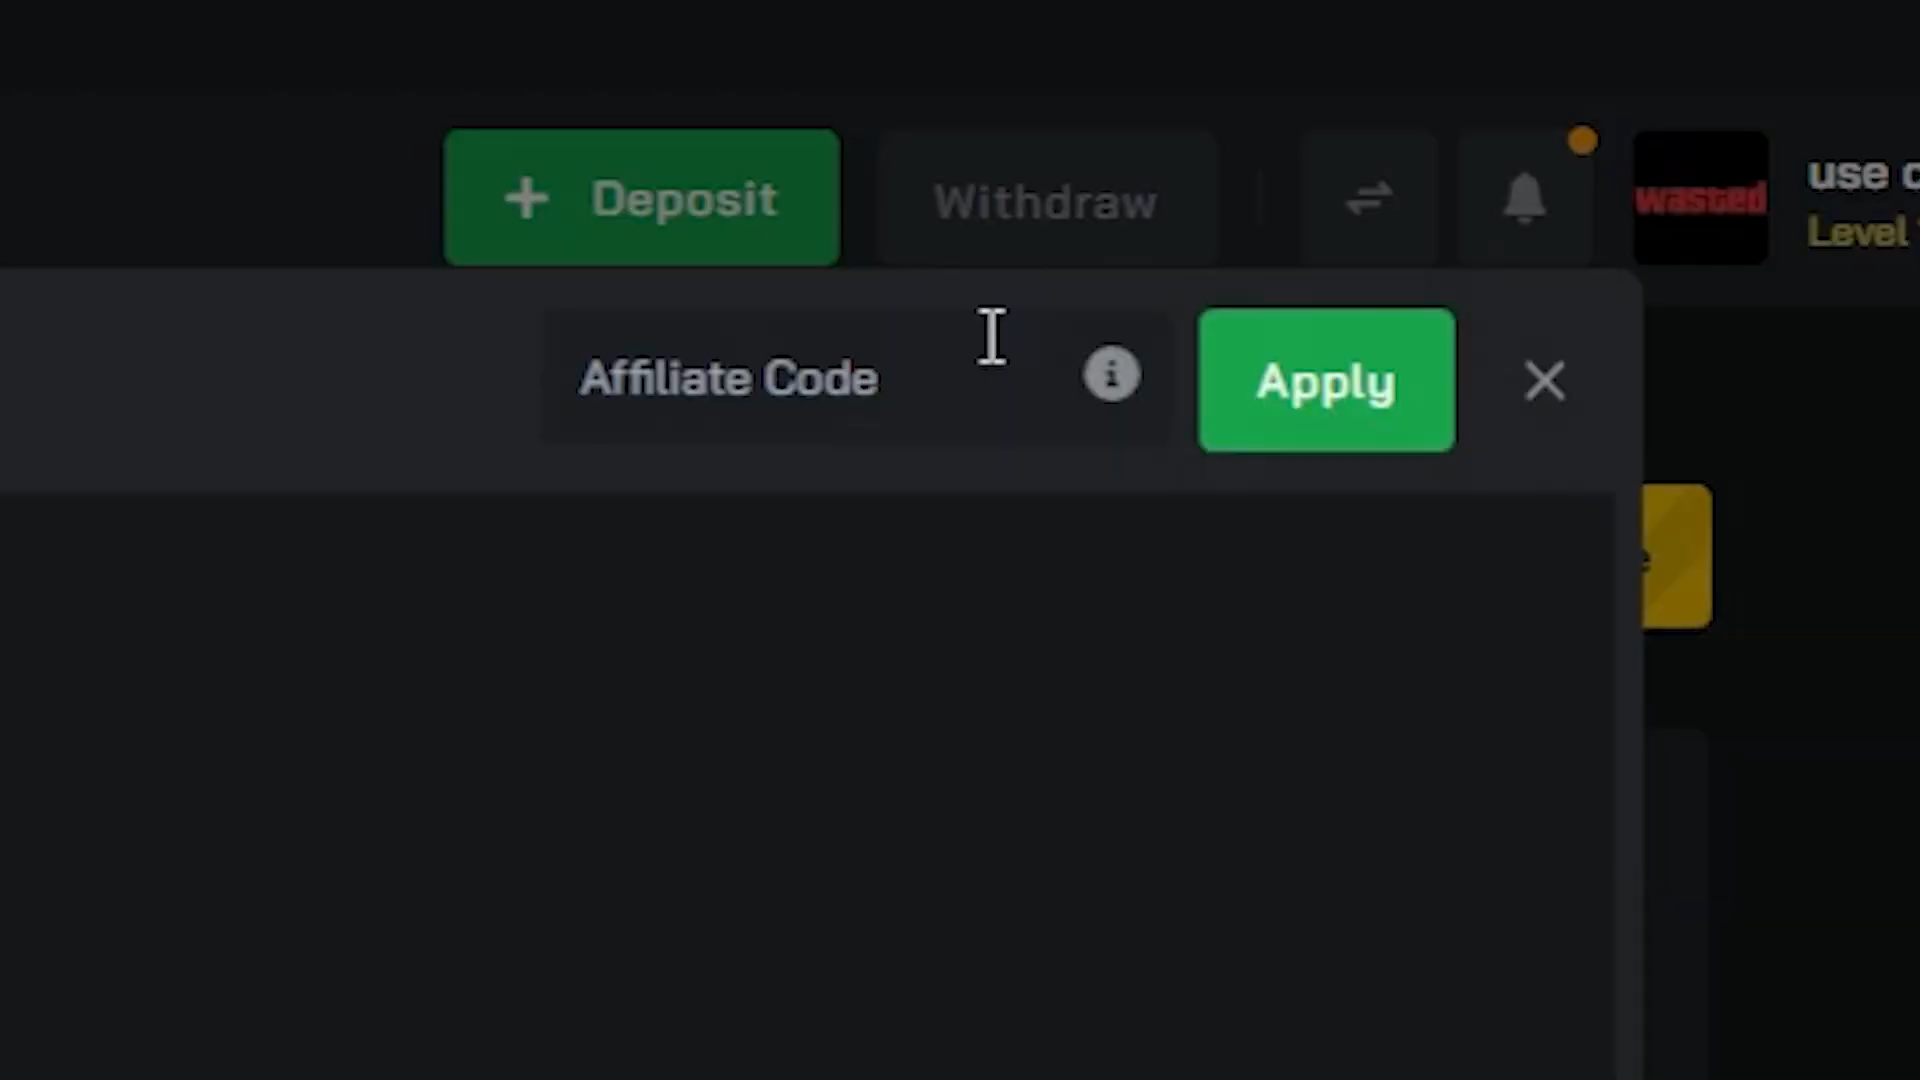 Deposit
Withdraw
wasted
use
Level
Affiliate Code
Apply